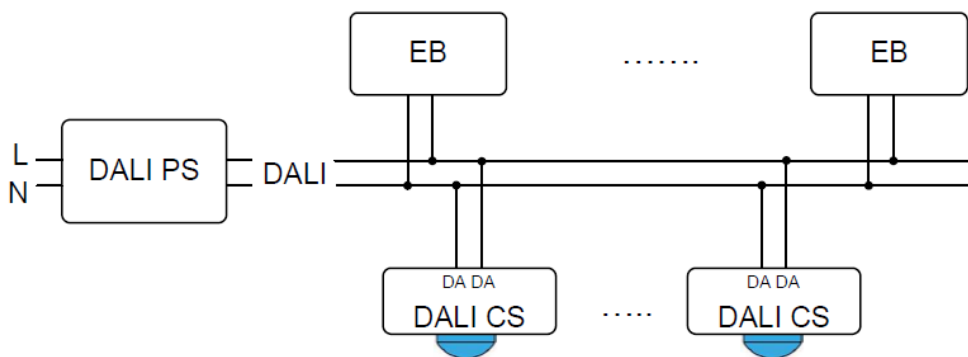 EB
.......
EB
L
N
DALI PS
DALI
DA DA
DALI CS
.....
DA DA
DALI CS